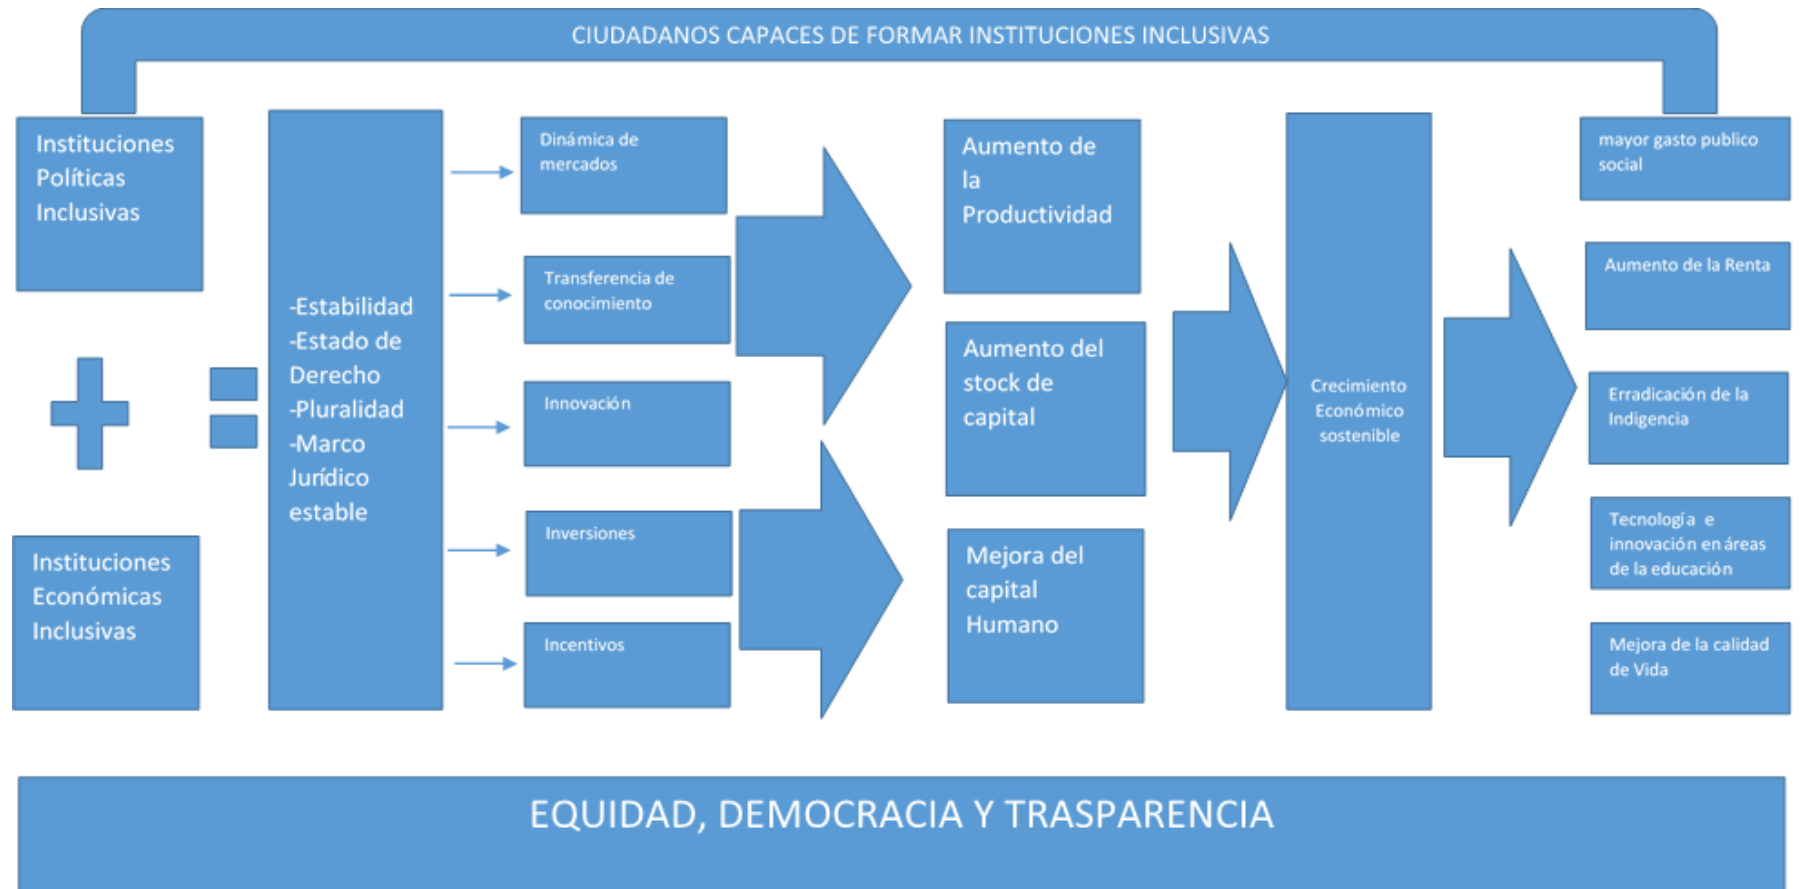 CIUDADANOS CAPACES DE FORMAR INSTITUCIONES INCLUSIVAS
Instituciones
Políticas
Inclusivas
Instituciones
Económicas
Inclusivas
-Estabilidad
-Estado de
Derecho
-Pluralidad
-Marco
Jurídico
estable
Dinámica de
mercados
Transferencia de
conocimiento
Innovación
Inversiones
Incentivos
Aumento de
la
Productividad
Aumento del
stock de
capital
Mejora del
capital
Humano
Crecimiento
Económico
sostenible
mayor gasto publico
social
Aumento de la Renta
Erradicación de la
Indigencia
Tecnología e
innovación en áreas
de la educación
Mejora de la calidad
de Vida
EQUIDAD, DEMOCRACIA Y TRASPARENCIA